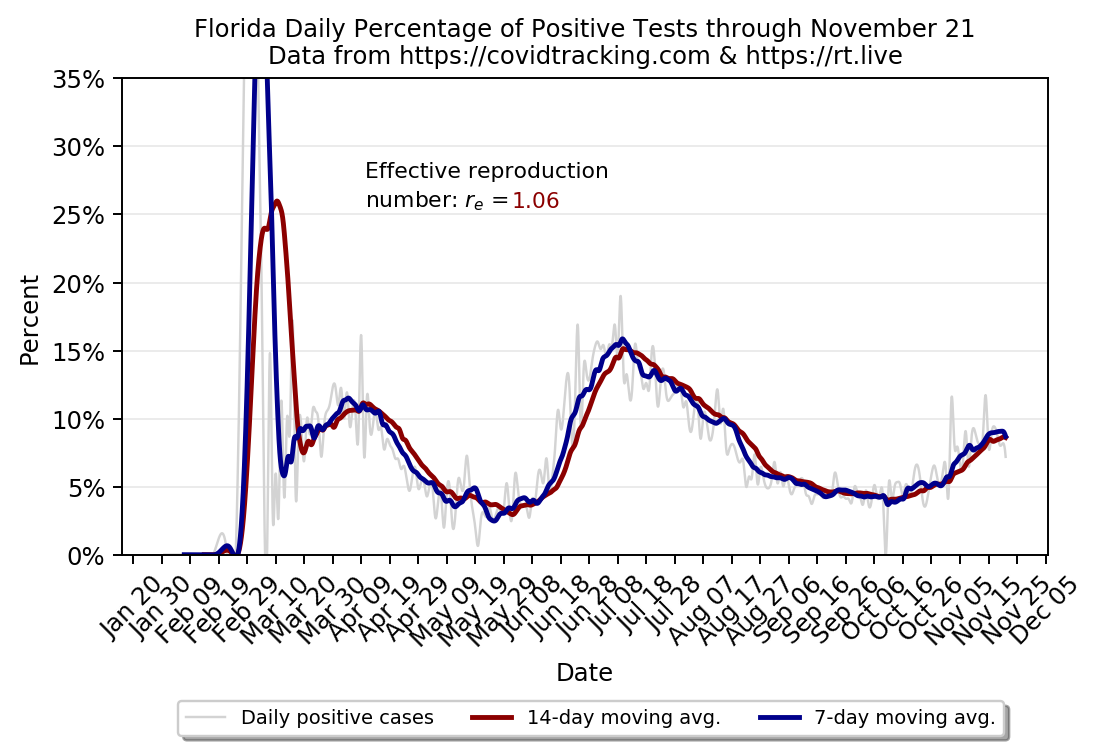 Florida Daily Percentage of Positive Tests through November 21
Data from https://covidtracking.com & https://rt.live
35%
30%
25%
20%
15%
10%
5%
0%
Percent
Effective reproduction
number: rₑ = 1.06
Jan 20
Jan 30
Feb 09
Feb 19
Feb 29
Mar 10
Mar 20
Mar 30
Apr 09
Apr 19
Apr 29
May 09
May 19
May 29
Jun 08
Jun 18
Jun 28
Jul 08
Jul 18
Jul 28
Aug 07
Aug 17
Aug 27
Sep 06
Sep 16
Sep 26
Oct 06
Oct 16
Oct 26
Nov 05
Nov 15
Nov 25
Dec 05
Date
Daily positive cases
14-day moving avg.
7-day moving avg.